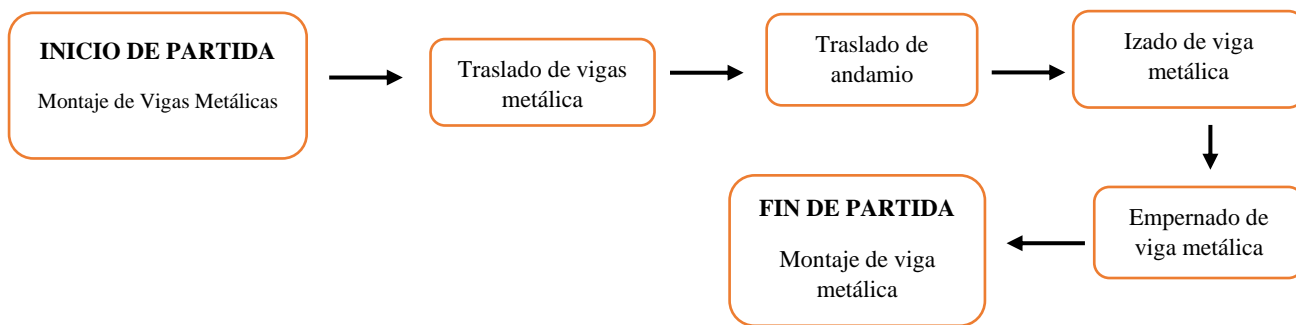 INICIO DE PARTIDA
Montaje de Vigas Metálicas
Traslado de vigas
metálica
Traslado de
andamio
Izado de viga
metálica
Empernado de
viga metálica
FIN DE PARTIDA
Montaje de viga
metálica